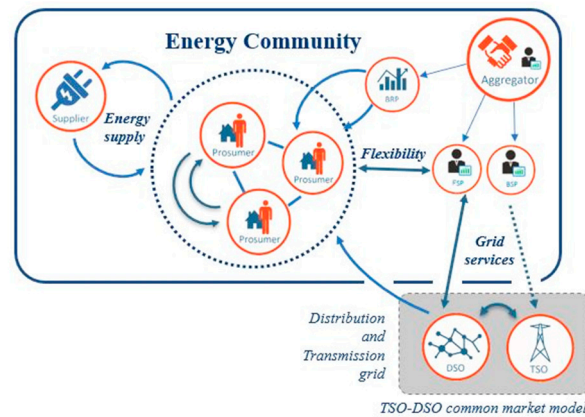 Energy Community
Supplier
Energy
supply
Prosumer
Prosumer
Prosumer
BRP
Aggregator
Flexibility
FSP
BSP
Grid
services
Distribution
and
Transmission
grid
DSO
TSO
TSO-DSO common market model